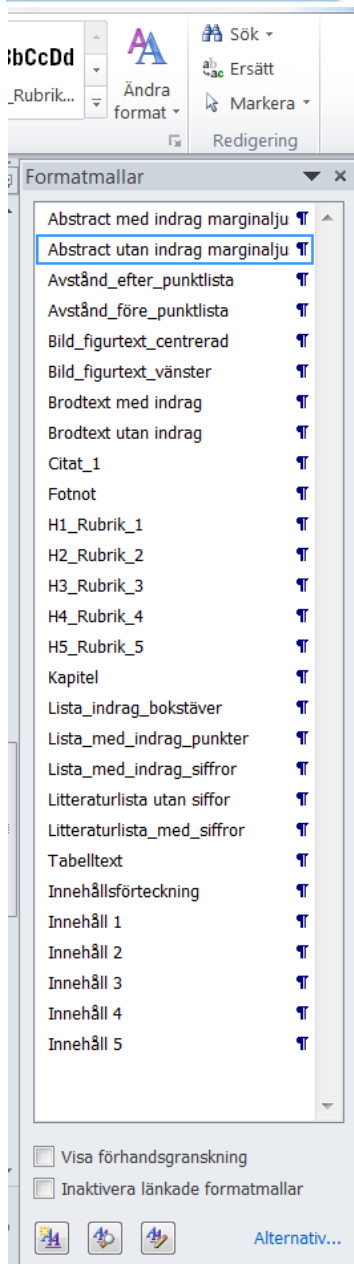 bCcDd
_Rubrik...
Ändra
format
Sök
Ersätt
Markera
Redigering
Formatmallar
Abstract med indrag marginalju
Abstract utan indrag marginalju
Avstånd_efter_punktlista
Avstånd_före_punktlista
Bild_figurtext_centrerad
Bild_figurtext_vänster
Brodtext med indrag
Brodtext utan indrag
Citat_1
Fotnot
H1_Rubrik_1
H2_Rubrik_2
H3_Rubrik_3
H4_Rubrik_4
H5_Rubrik_5
Kapitel
Lista_indrag_bokstäver
Lista_med_indrag_punkter
Lista_med_indrag_siffror
Litteraturlista utan siffor
Litteraturlista_med_siffror
Tabelltext
Innehållsförteckning
Innehåll 1
Innehåll 2
Innehåll 3
Innehåll 4
Innehåll 5
Visa förhandsgranskning
Inaktivera länkade formatmallar
Alternativ...